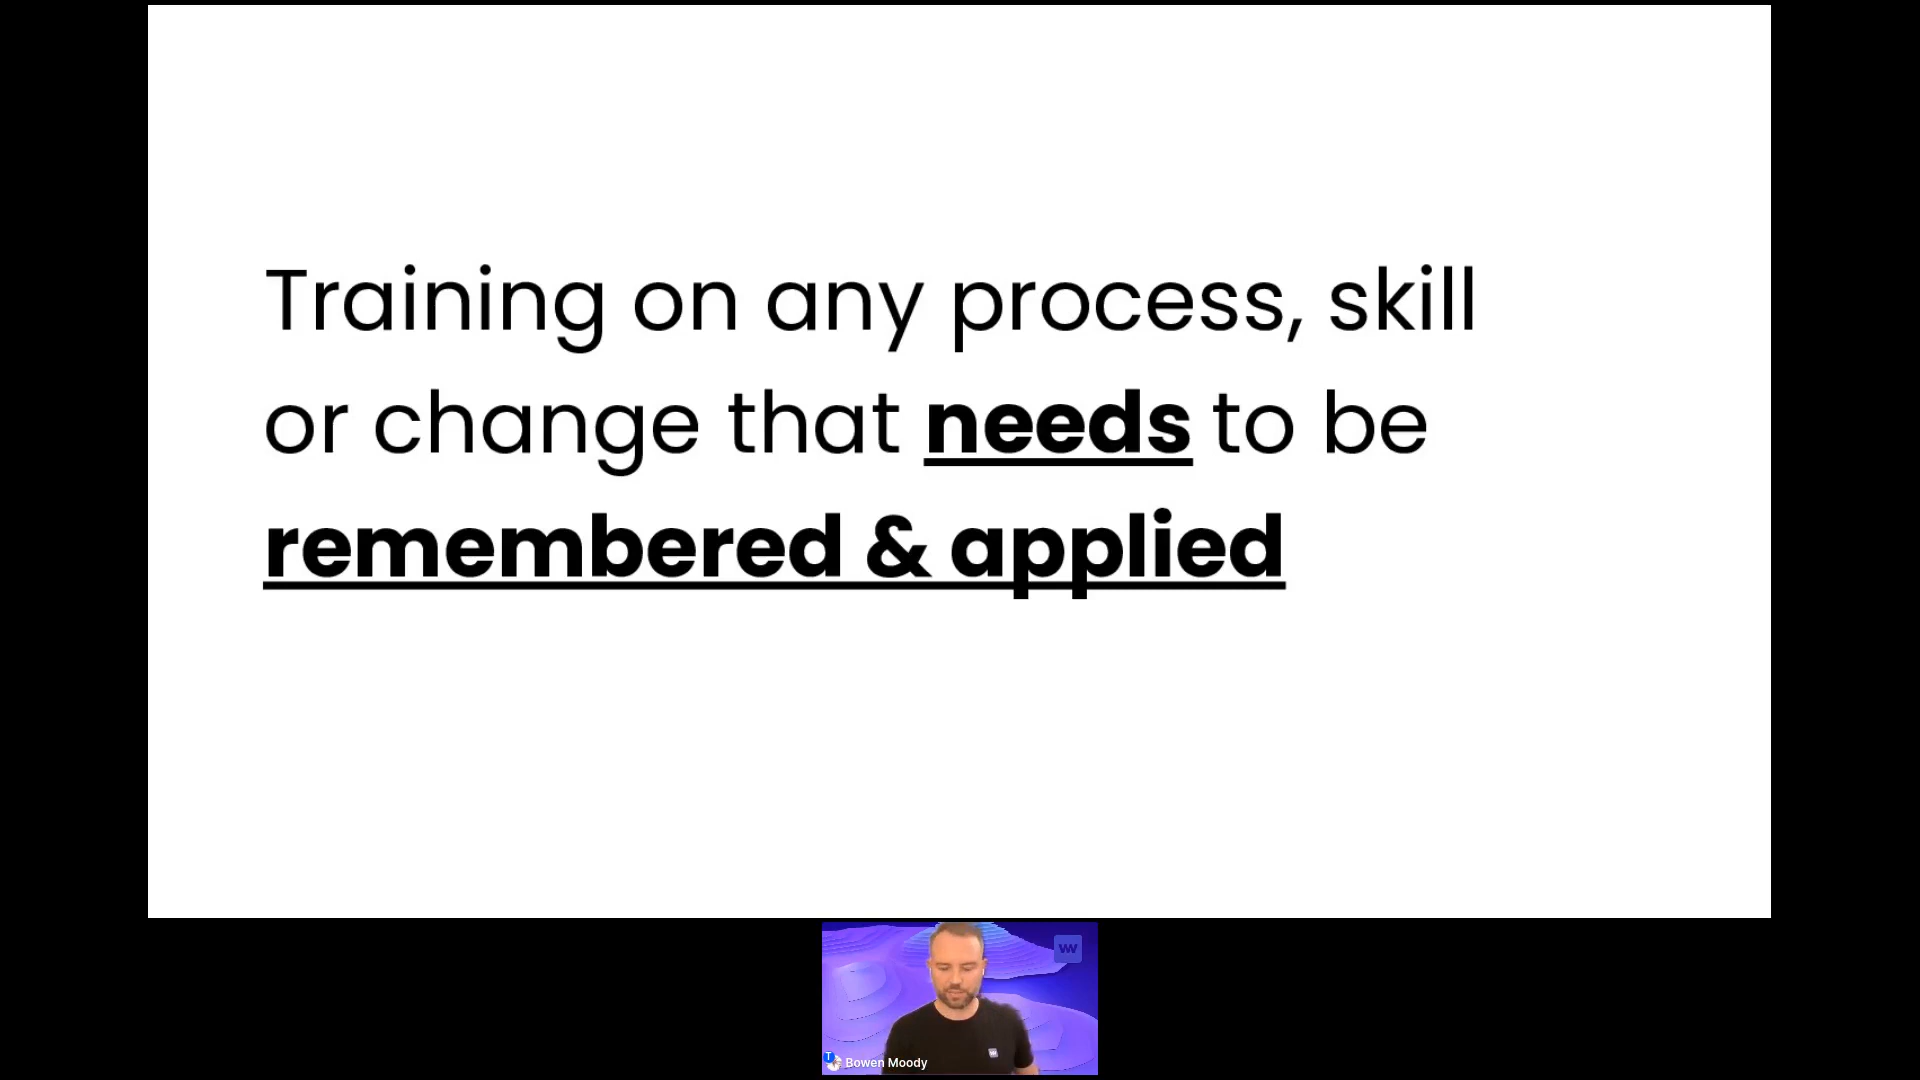 Training on any process, skill
or change that needs to be
remembered & applied
W
T
Bowen Moody